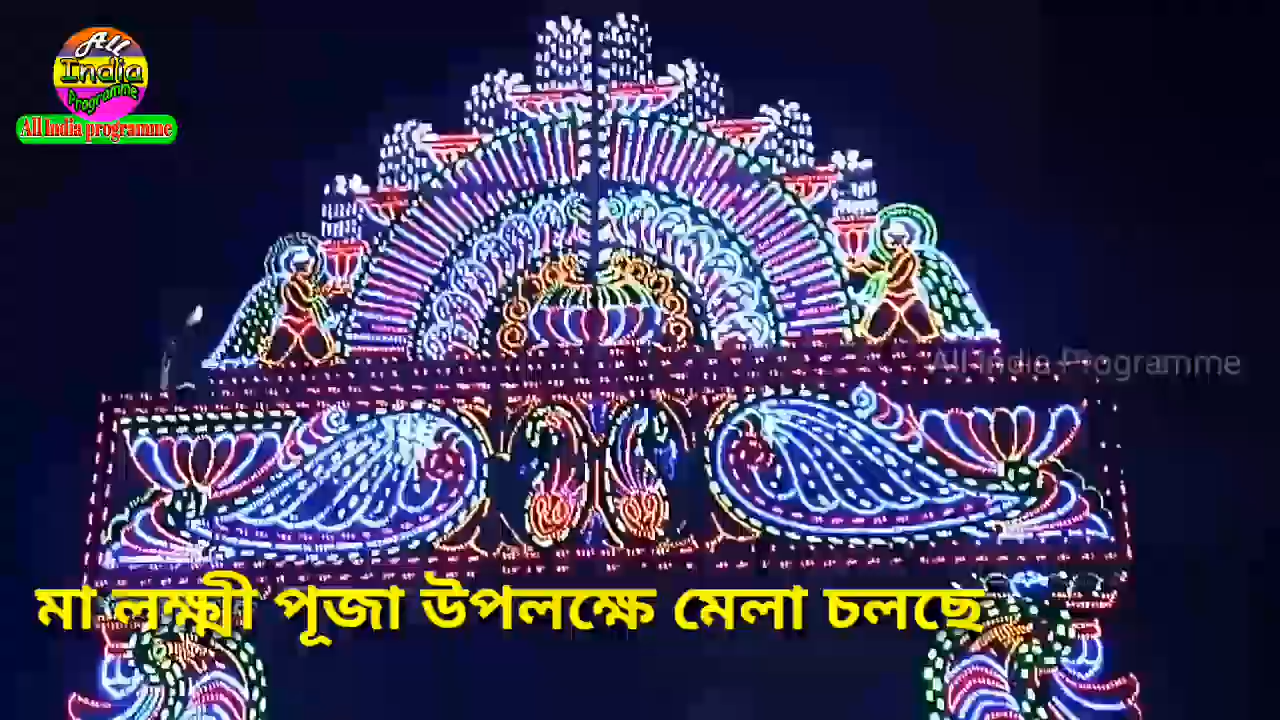 All
India
Programme
All India programme
All India Programme
মা লক্ষ্মী পূজা উপলক্ষে মেলা চলছে